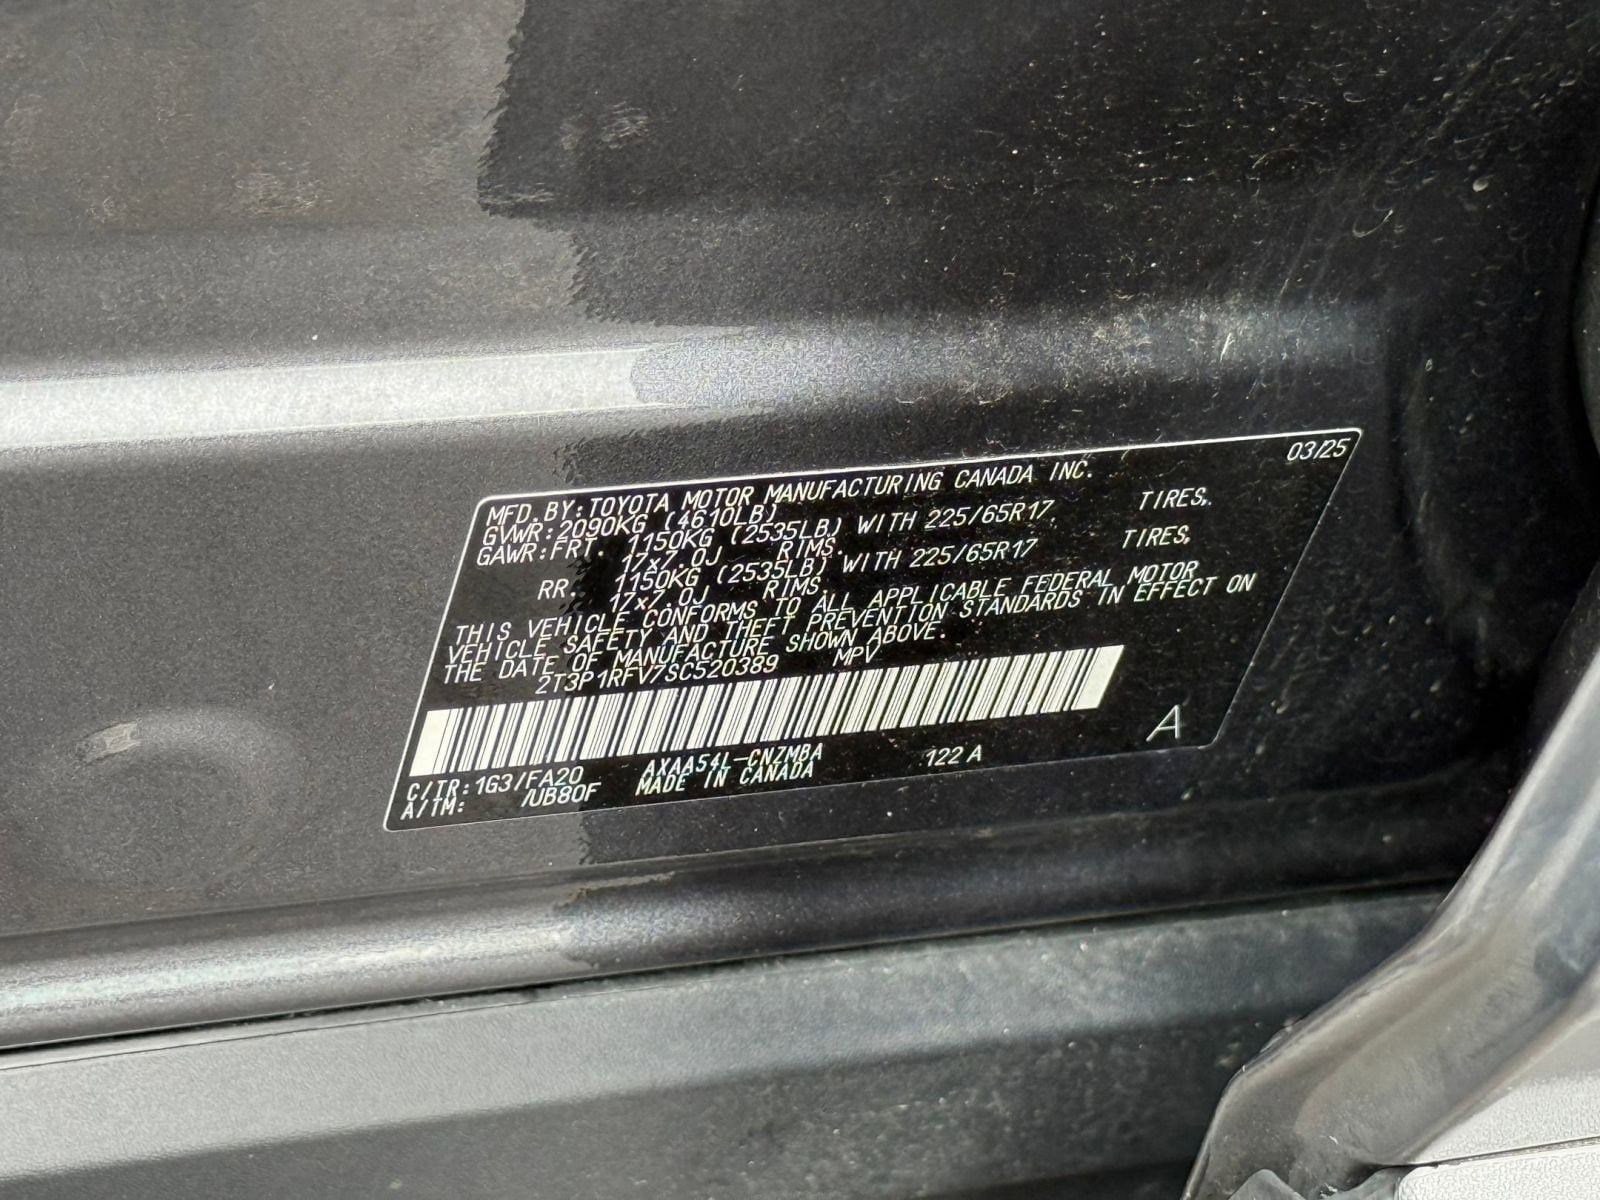 03/25
MFD. BY: TOYOTA MOTOR MANUFACTURING CANADA INC.
GVWR: 2090KG (4610LB)
GAWR: FRT. 1150KG (2535LB) WITH 225/65R17 TIRES,
17x7.0J RIMS.
RR. 1150KG (2535LB) WITH 225/65R17 TIRES,
17x7.0J RIMS.
THIS VEHICLE CONFORMS TO ALL APPLICABLE FEDERAL MOTOR
VEHICLE SAFETY AND THEFT PREVENTION STANDARDS IN EFFECT ON
THE DATE OF MANUFACTURE SHOWN ABOVE.
2T3P1RFV7SC520389 MPV
C/TR: 1G3/FA20 AXAA54L-CNZMBA 122A A
A/TM: /UB80F MADE IN CANADA